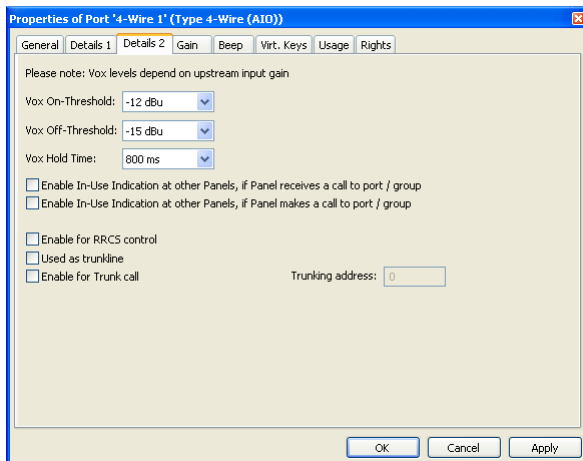 Properties of Port '4-Wire 1' (Type 4-Wire (AIO))
General Details 1 Details 2 Gain Beep Virt. Keys Usage Rights
Please note: Vox levels depend on upstream input gain
Vox On-Threshold: -12 dBu
Vox Off-Threshold: -15 dBu
Vox Hold Time: 800 ms
Enable In-Use Indication at other Panels, if Panel receives a call to port / group
Enable In-Use Indication at other Panels, if Panel makes a call to port / group
Enable for RRCS control
Used as trunkline
Enable for Trunk call Trunking address: 0
OK Cancel Apply